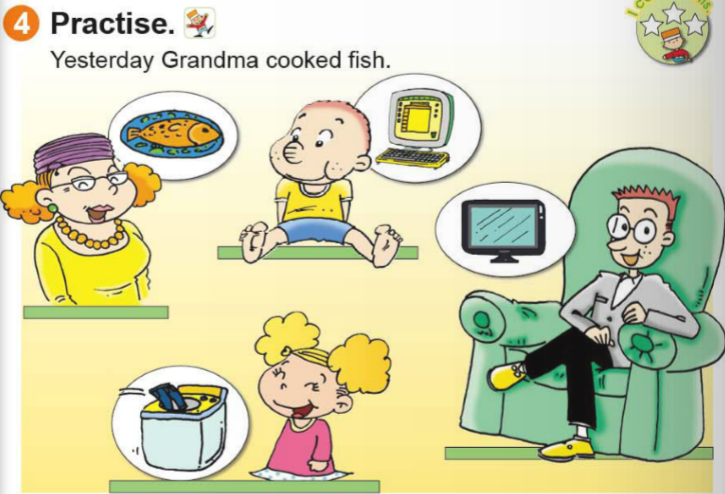 4 Practise.
Yesterday Grandma cooked fish.